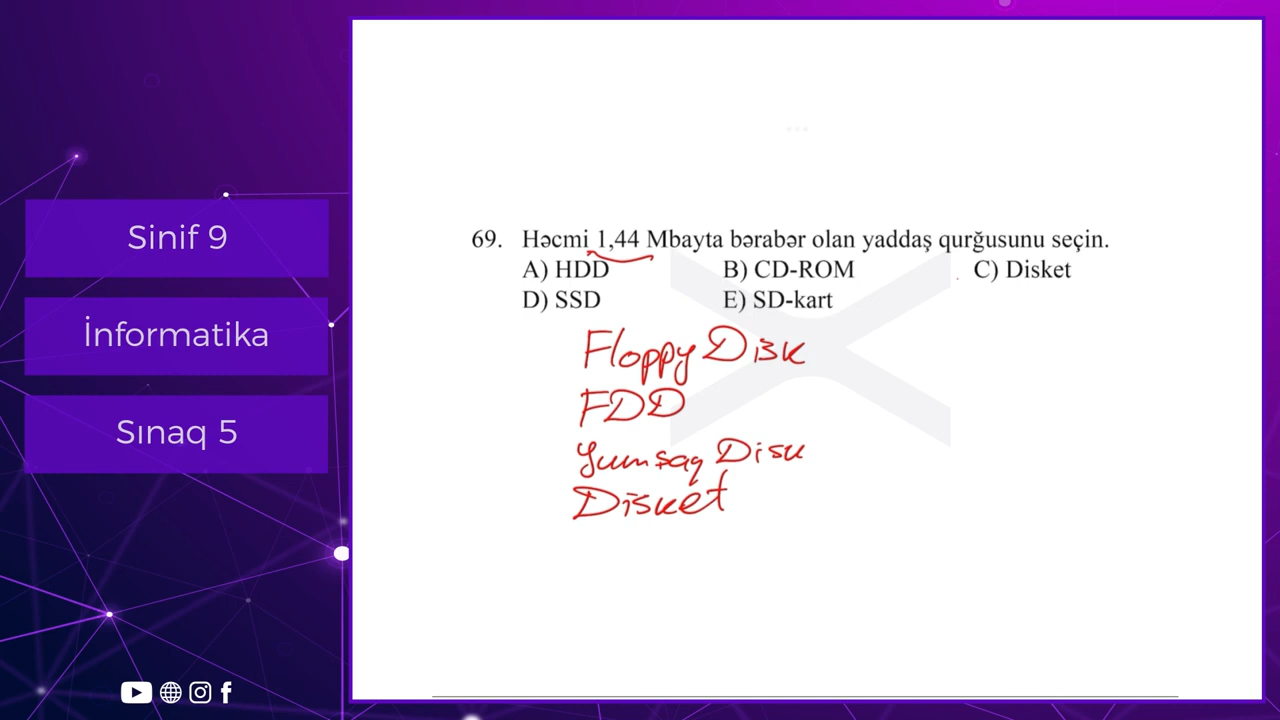 Sinif 9
İnformatika
Sınaq 5
69. Həcmi 1,44 Mbayta bərabər olan yaddaş qurğusunu seçin.
A) HDD B) CD-ROM C) Disket
D) SSD E) SD-kart
Floppy Disk
FDD
Yumşaq Disk
Disket